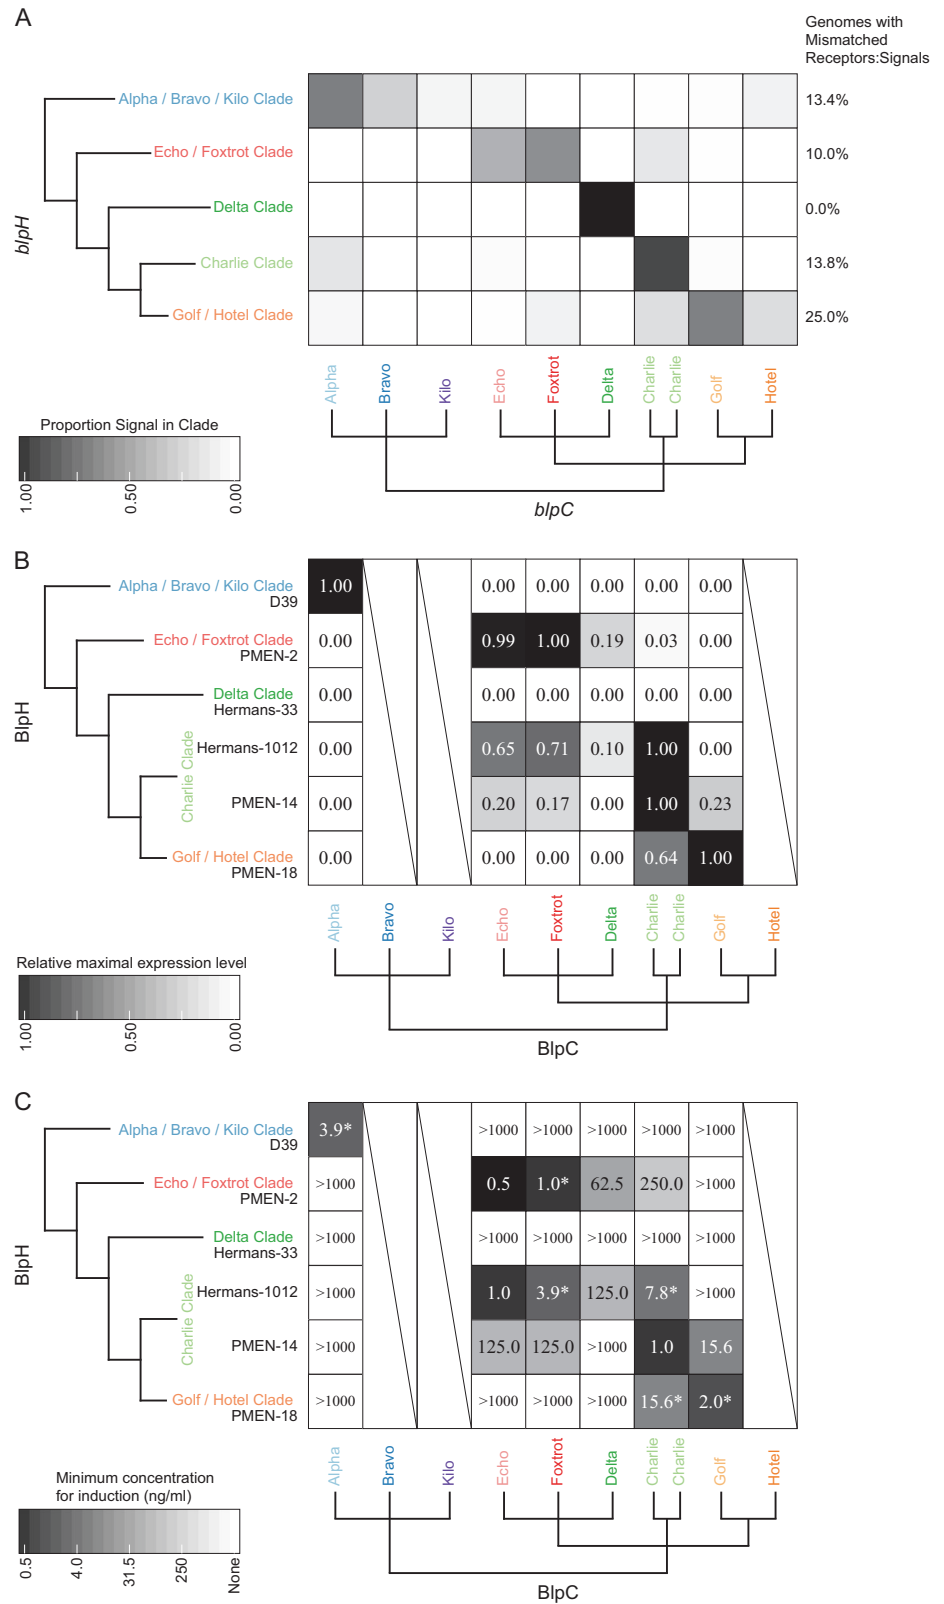 A
Genomes with
Mismatched
Receptors:Signals
Alpha / Bravo / Kilo Clade
13.4%
Echo / Foxtrot Clade
10.0%
Delta Clade
0.0%
Charlie Clade
13.8%
Golf / Hotel Clade
25.0%
blpH
Alpha
Bravo
Kilo
Echo
Foxtrot
Delta
Charlie
Charlie
Golf
Hotel
blpC
Proportion Signal in Clade
1.00
0.50
0.00
B
Alpha / Bravo / Kilo Clade
D39
1.00 0.00 0.00 0.00 0.00 0.00
Echo / Foxtrot Clade
PMEN-2
0.00 0.99 1.00 0.19 0.03 0.00
Delta Clade
Hermans-33
0.00 0.00 0.00 0.00 0.00 0.00
Charlie Clade
Hermans-1012
0.00 0.65 0.71 0.10 1.00 0.00
PMEN-14
0.00 0.20 0.17 0.00 1.00 0.23
Golf / Hotel Clade
PMEN-18
0.00 0.00 0.00 0.00 0.64 1.00
BlpH
Alpha
Bravo
Kilo
Echo
Foxtrot
Delta
Charlie
Charlie
Golf
Hotel
BlpC
Relative maximal expression level
1.00
0.50
0.00
C
Alpha / Bravo / Kilo Clade
D39
3.9* >1000 >1000 >1000 >1000 >1000
Echo / Foxtrot Clade
PMEN-2
>1000 0.5 1.0* 62.5 250.0 >1000
Delta Clade
Hermans-33
>1000 >1000 >1000 >1000 >1000 >1000
Charlie Clade
Hermans-1012
>1000 1.0 3.9* 125.0 7.8* >1000
PMEN-14
>1000 125.0 125.0 >1000 1.0 15.6
Golf / Hotel Clade
PMEN-18
>1000 >1000 >1000 >1000 15.6* 2.0*
BlpH
Alpha
Bravo
Kilo
Echo
Foxtrot
Delta
Charlie
Charlie
Golf
Hotel
BlpC
Minimum concentration
for induction (ng/ml)
0.5
4.0
31.5
250
None